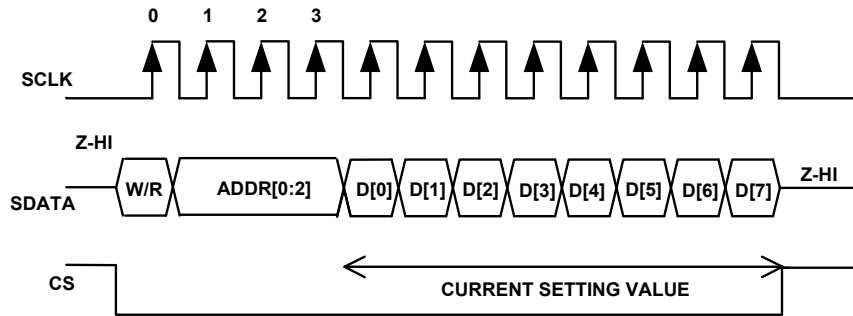 0 1 2 3
SCLK
Z-HI
W/R ADDR[0:2] D[0] D[1] D[2] D[3] D[4] D[5] D[6] D[7] Z-HI
SDATA
CS
CURRENT SETTING VALUE